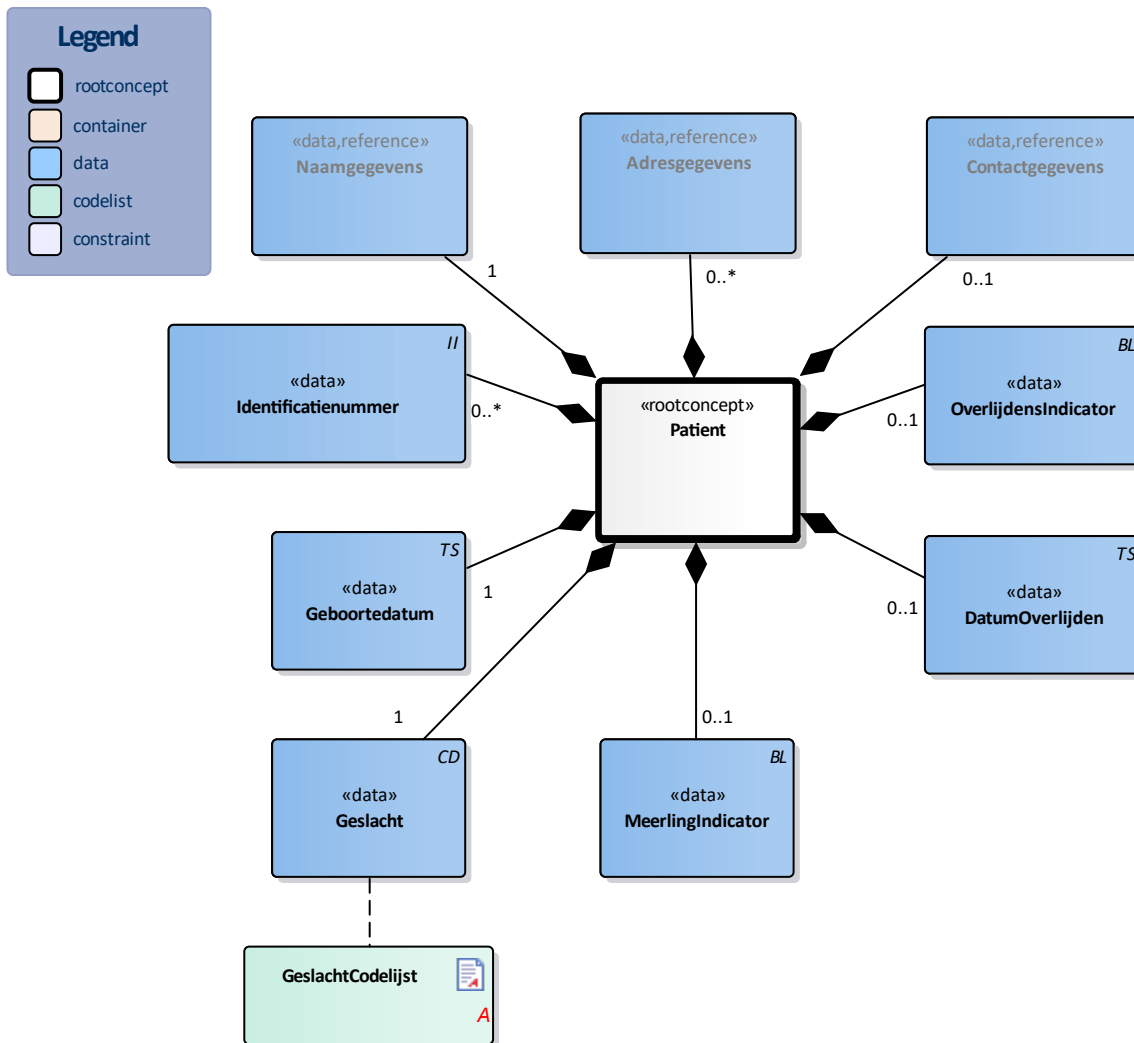 Legend
rootconcept
container
data
codelist
constraint
«data,reference»
Naamgegevens
«data,reference»
Adresgegevens
«data,reference»
Contactgegevens
1
0..*
0..1
II
«data»
Identificatienummer
0..*
«rootconcept»
Patient
BL
«data»
OverlijdensIndicator
0..1
TS
«data»
Geboortedatum
1
TS
«data»
DatumOverlijden
0..1
1
0..1
CD
«data»
Geslacht
BL
«data»
MeerlingIndicator
GeslachtCodelijst
A